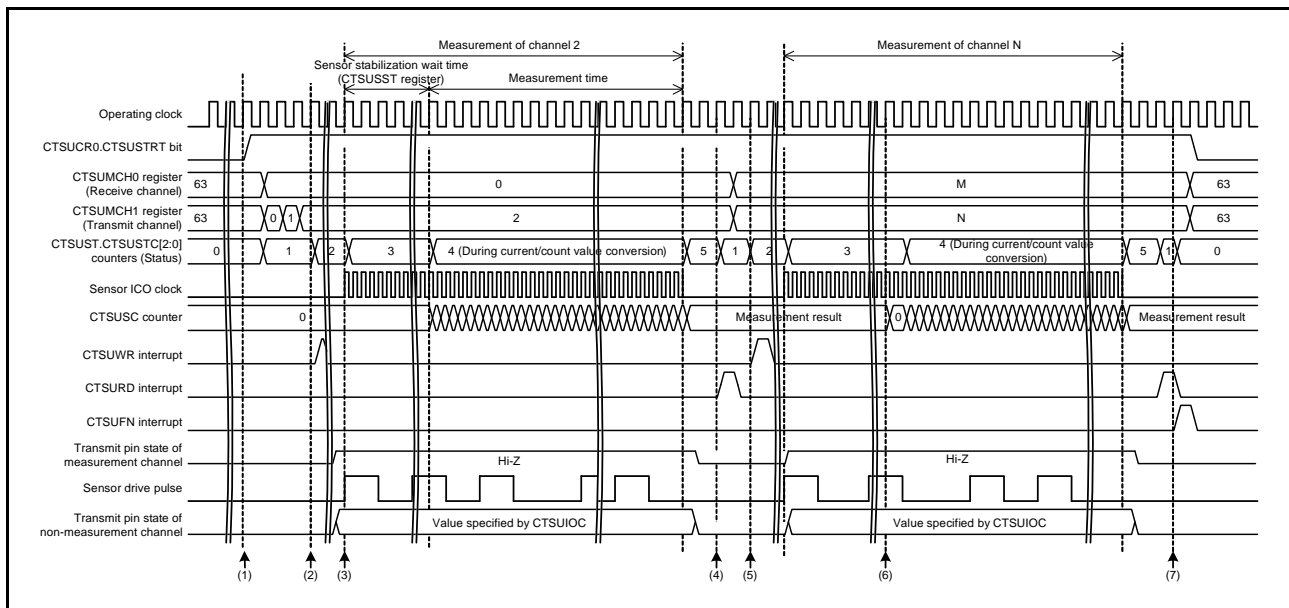 Measurement of channel 2
Measurement of channel N
Sensor stabilization wait time
(CTSUSST register)
Measurement time
Operating clock
CTSUCR0.CTSUSTRT bit
CTSUMCH0 register
(Receive channel)
63
0
M
63
CTSUMCH1 register
(Transmit channel)
63
0
1
2
N
63
CTSUST.CTSUSTC[2:0]
counters (Status)
0
1
2
3
4 (During current/count value conversion)
5
1
2
3
4 (During current/count value
conversion)
5
1
0
Sensor ICO clock
CTSUSC counter
0
Measurement result
0
Measurement result
CTSUWR interrupt
CTSURD interrupt
CTSUFN interrupt
Transmit pin state of
measurement channel
Hi-Z
Hi-Z
Sensor drive pulse
Transmit pin state of
non-measurement channel
Value specified by CTSUIOC
Value specified by CTSUIOC
(1)
(2)
(3)
(4)
(5)
(6)
(7)